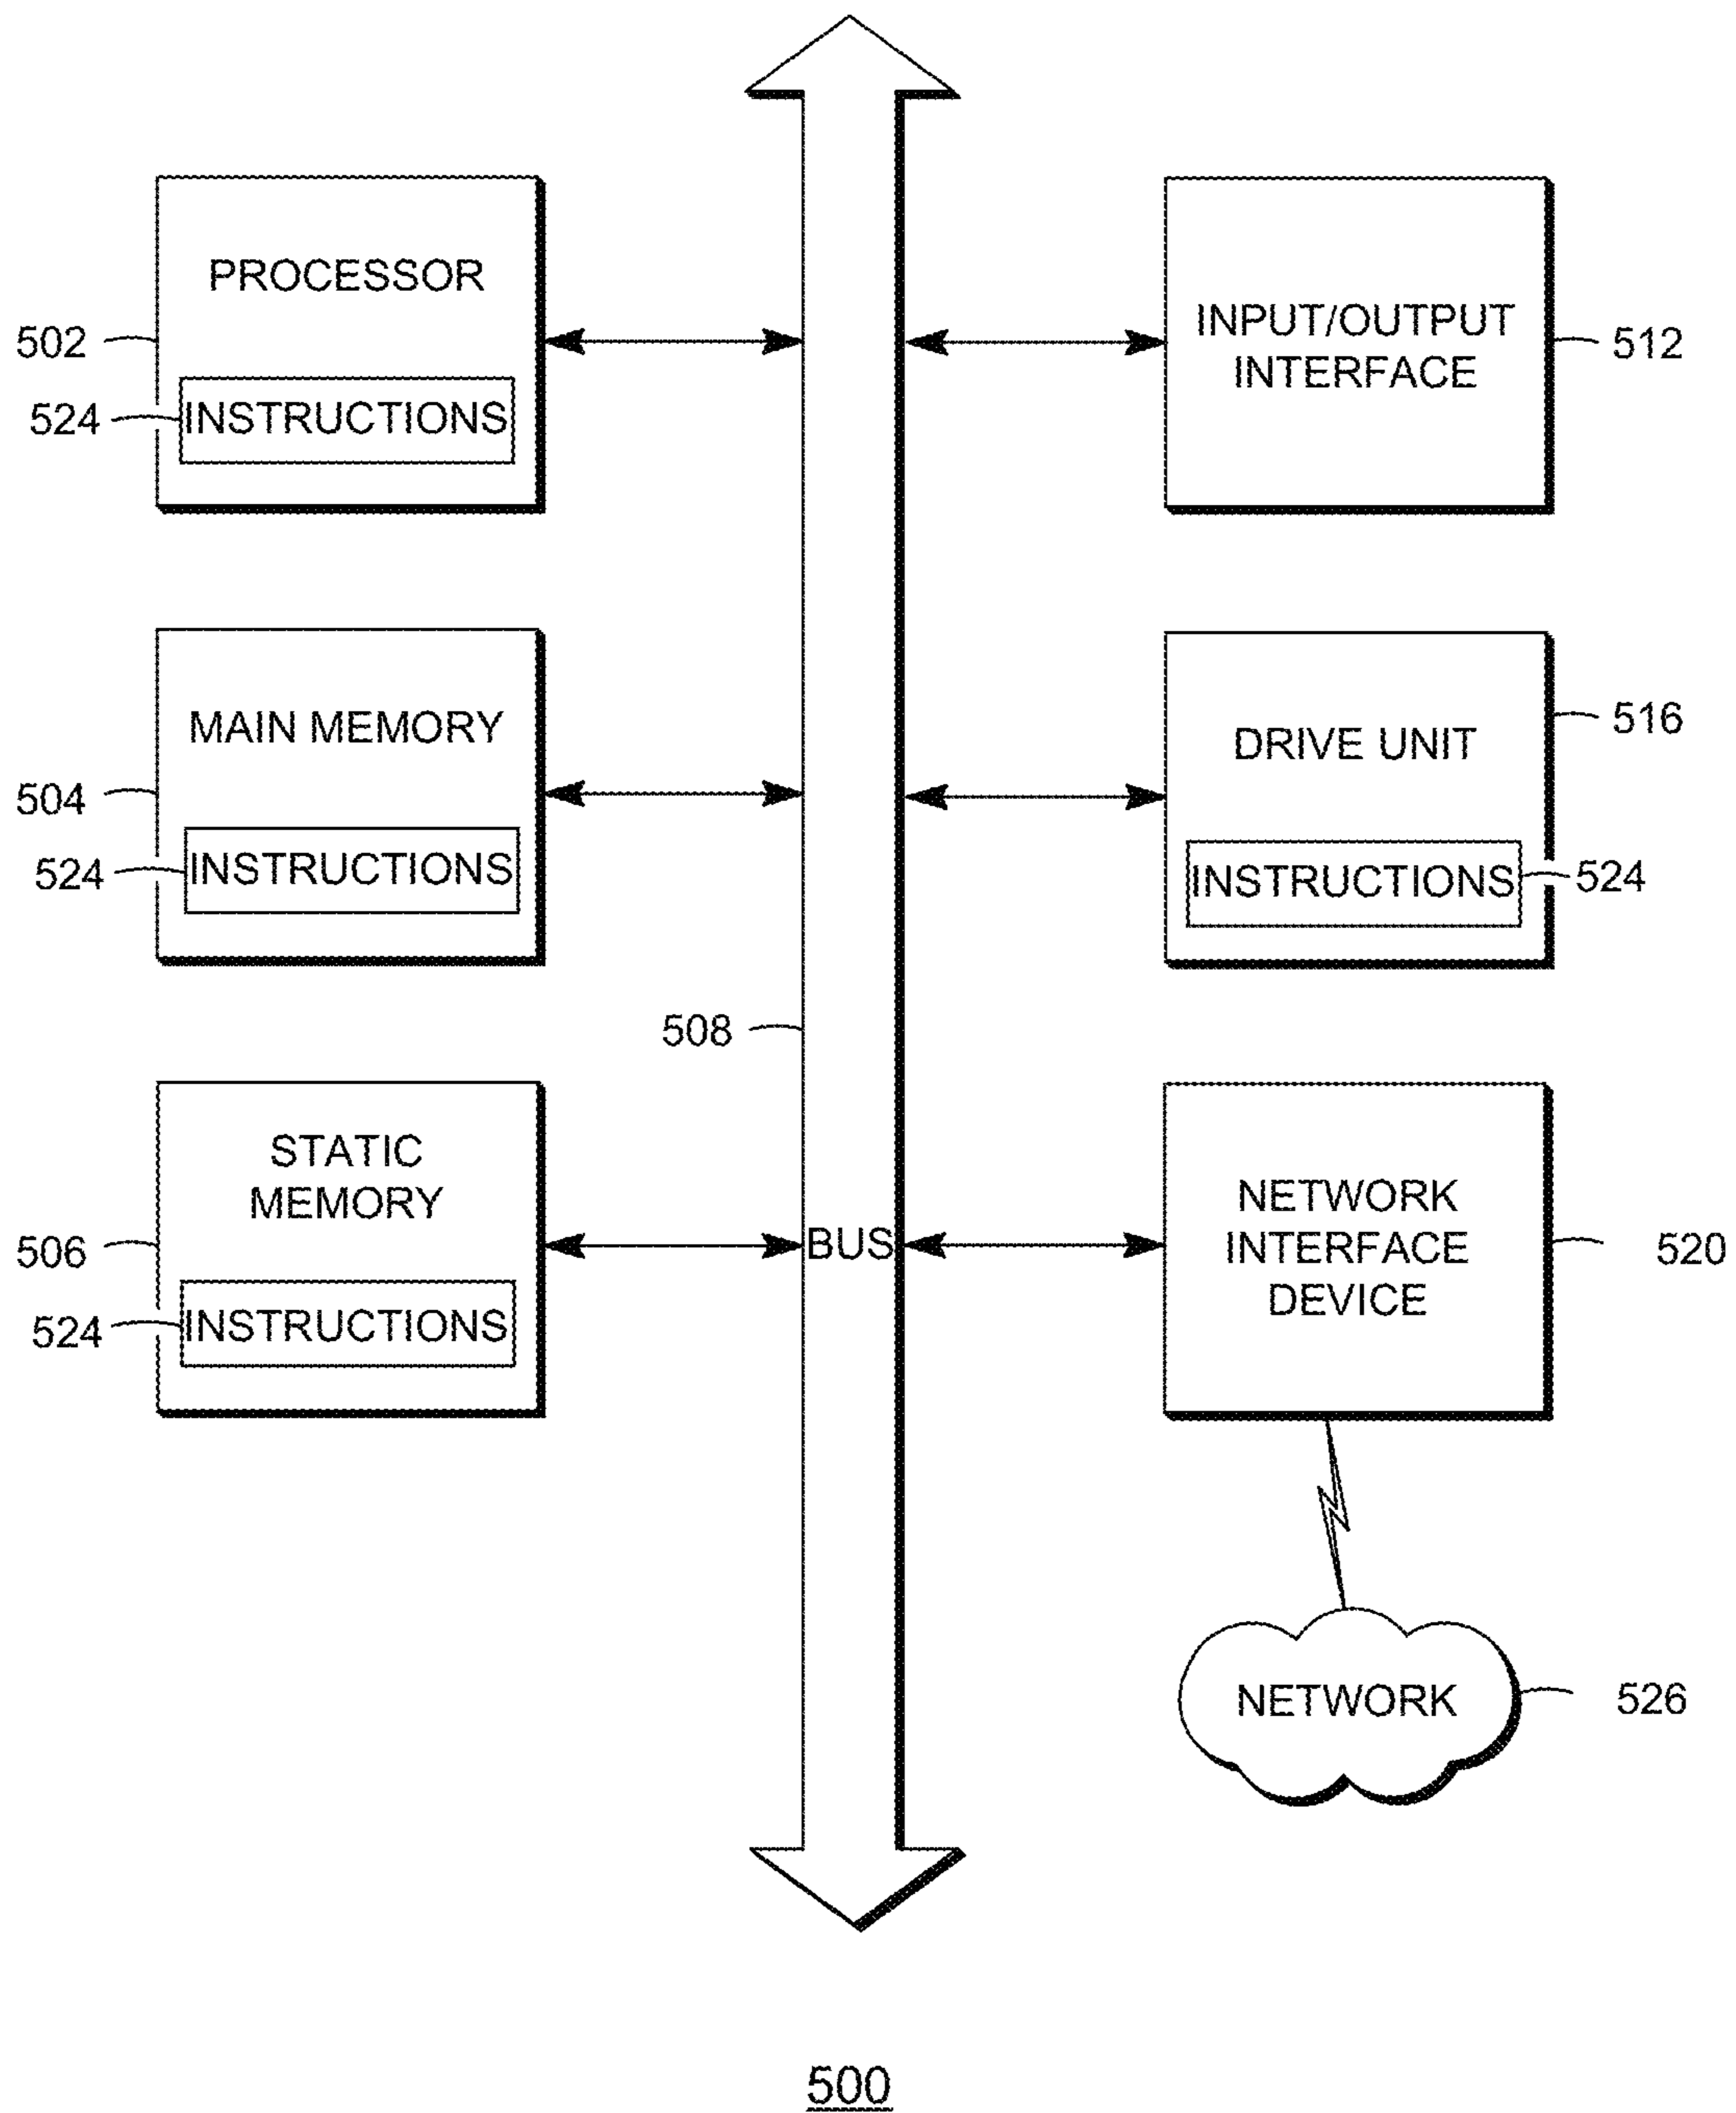 PROCESSOR
502
524
INSTRUCTIONS
INPUT/OUTPUT
INTERFACE
512
MAIN MEMORY
504
524
INSTRUCTIONS
516
DRIVE UNIT
INSTRUCTIONS
524
508
STATIC
MEMORY
506
524
INSTRUCTIONS
BUS
NETWORK
INTERFACE
DEVICE
520
NETWORK
526
500